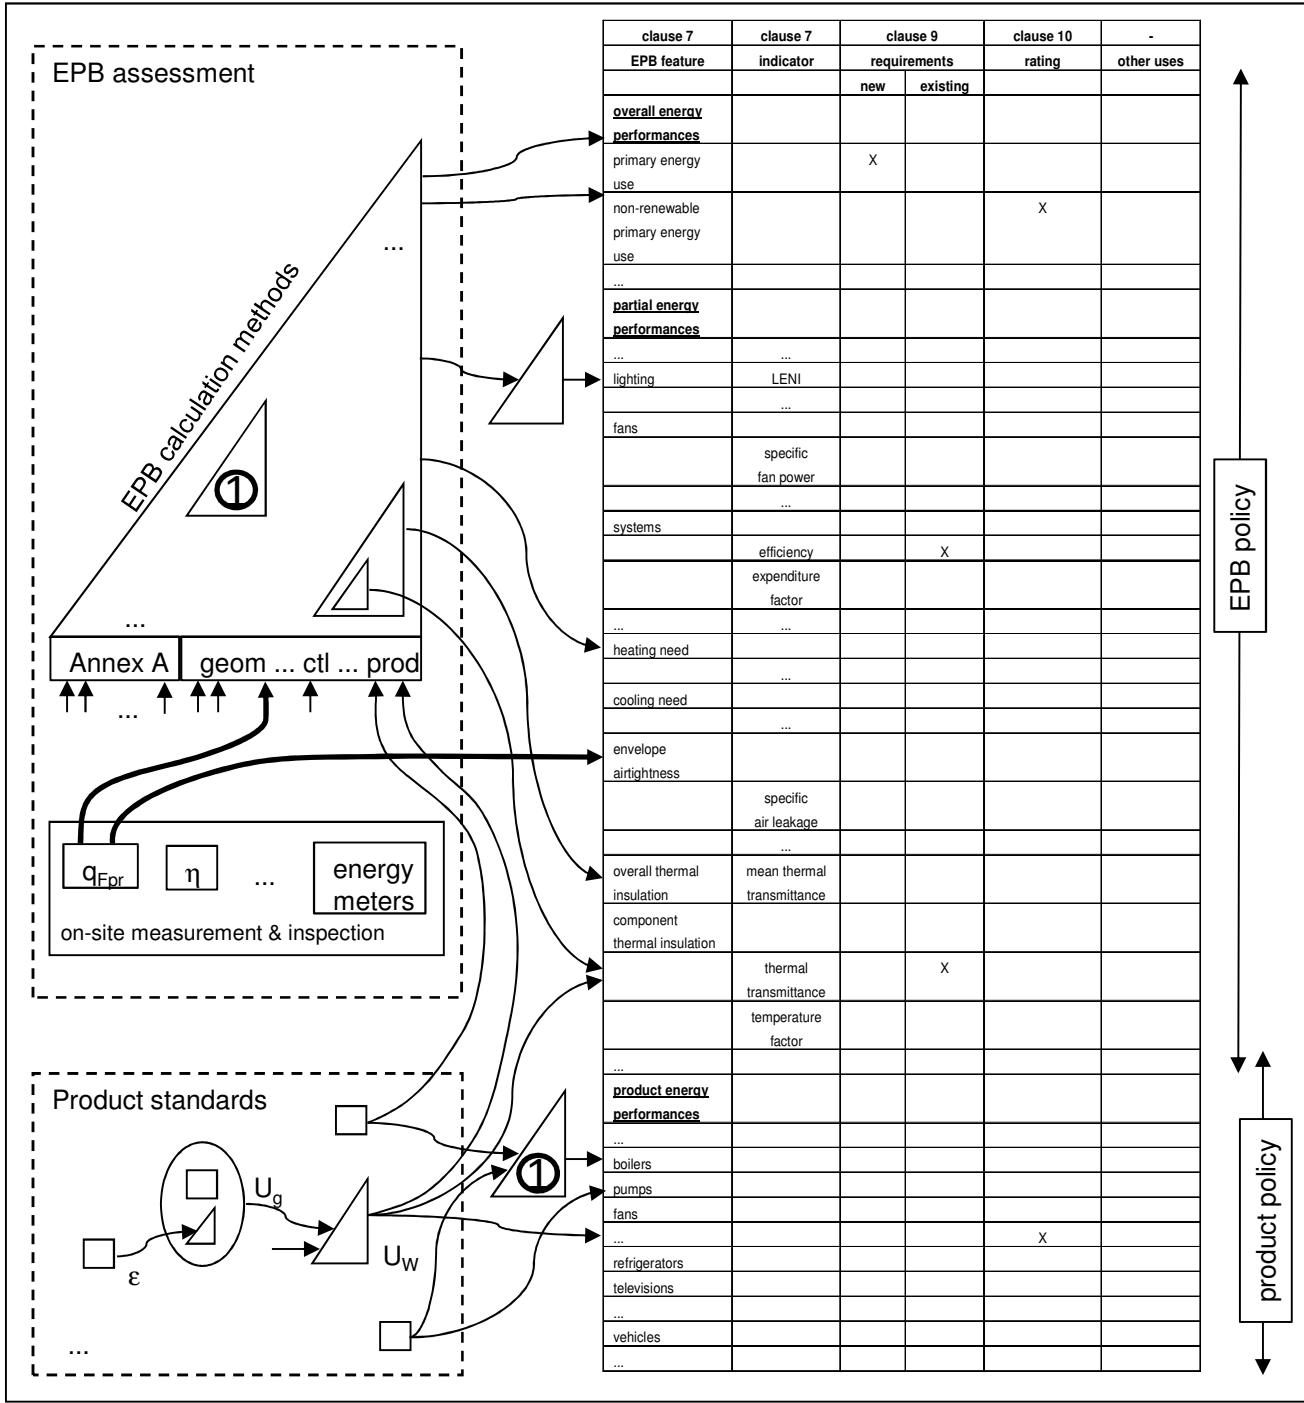 EPB assessment
...
EPB calculation methods
①
...
Annex A
geom ... ctl ... prod
...
qFpr
η
...
energy
meters
on-site measurement & inspection
Product standards
Ug
ε
UW
...
①
clause 7 clause 7 clause 9 clause 10 -
EPB feature indicator requirements rating other uses
new existing
overall energy
performances
primary energy X
use
non-renewable X
primary energy
use
...
partial energy
performances
... ...
lighting LENI
...
fans
specific
fan power
...
systems
efficiency X
expenditure
factor
... ...
heating need
...
cooling need
...
envelope
airtightness
specific
air leakage
...
overall thermal mean thermal
insulation transmittance
component
thermal insulation
thermal X
transmittance
temperature
factor
...
product energy
performances
...
boilers
pumps
fans
... X
refrigerators
televisions
...
vehicles
...
EPB policy
product policy